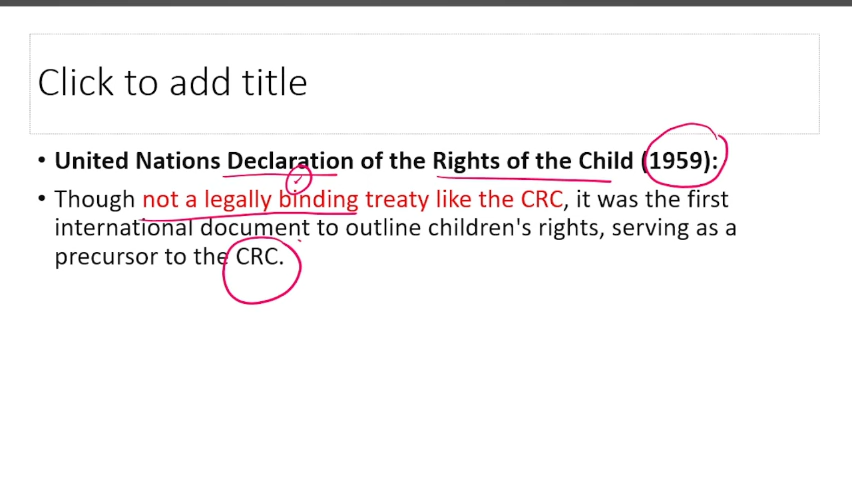 Click to add title
• United Nations Declaration of the Rights of the Child (1959):
• Though not a legally binding treaty like the CRC, it was the first
international document to outline children's rights, serving as a
precursor to the CRC.